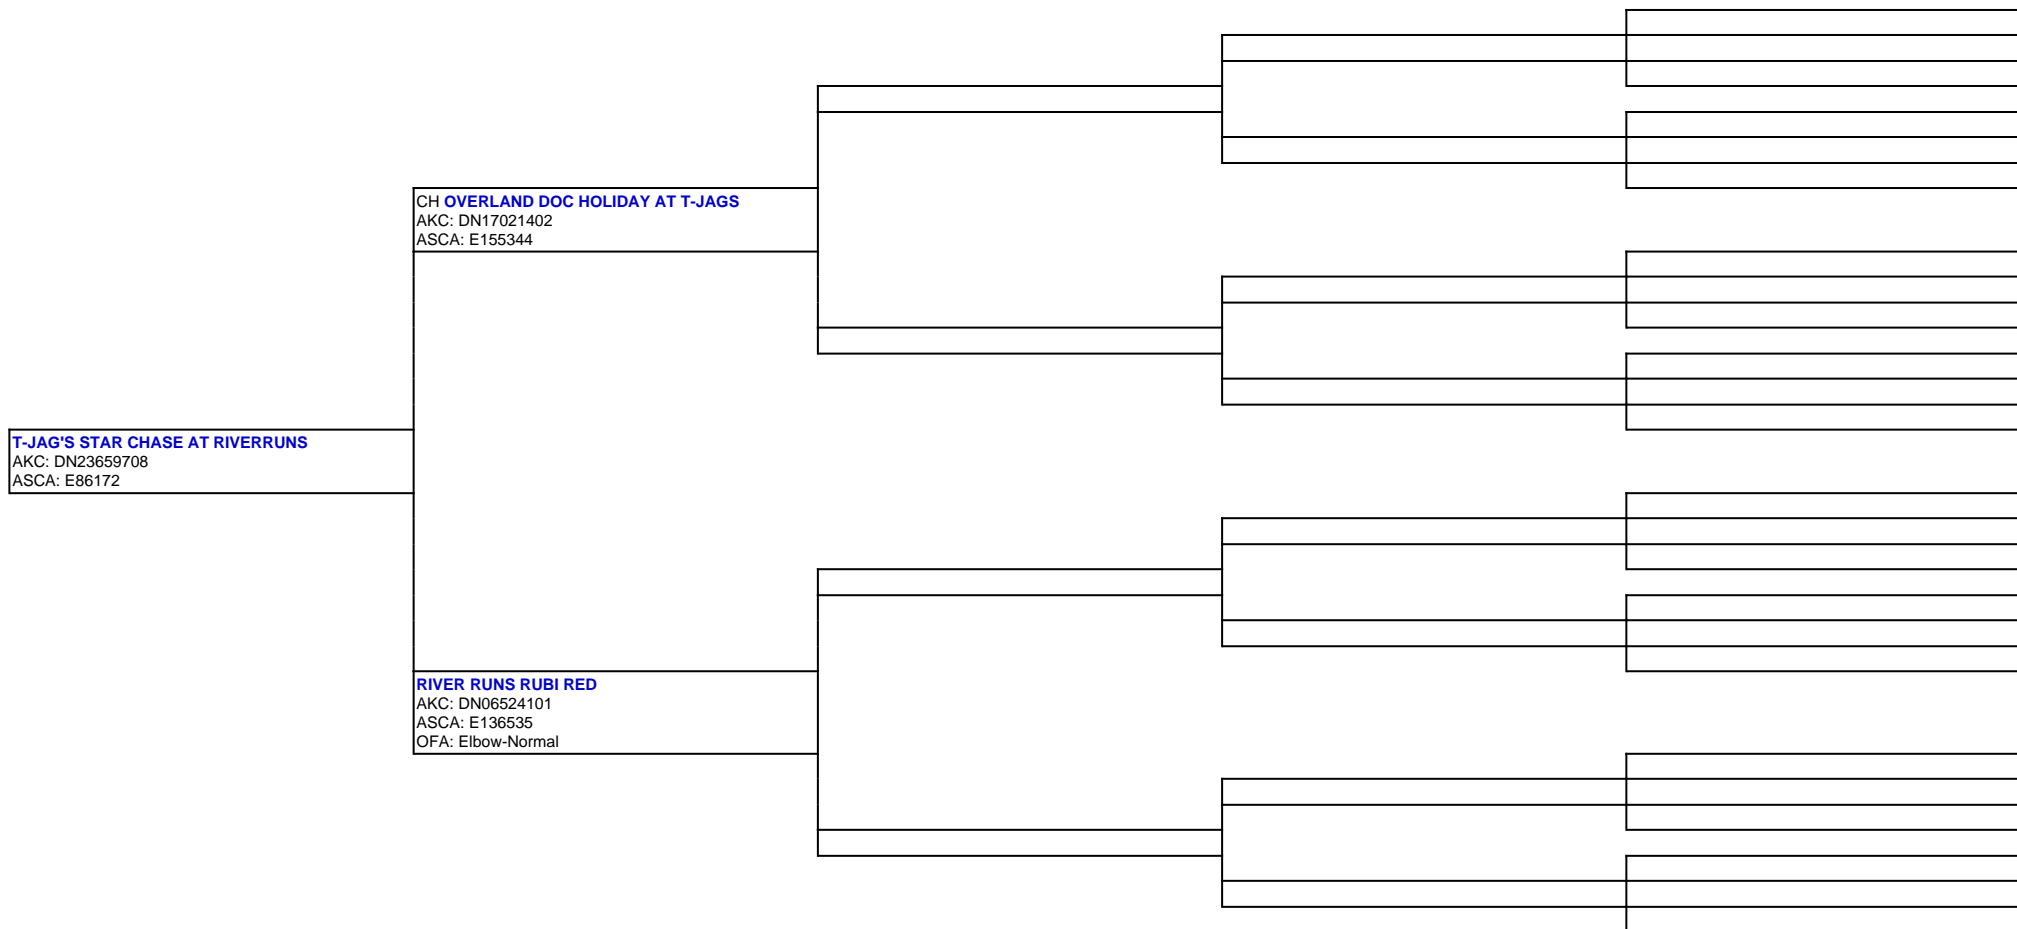 CH OVERLAND DOC HOLIDAY AT T-JAGS
AKC: DN17021402
ASCA: E155344
T-JAG'S STAR CHASE AT RIVERRUNS
AKC: DN23659708
ASCA: E86172
RIVER RUNS RUBI RED
AKC: DN06524101
ASCA: E136535
OFA: Elbow-Normal